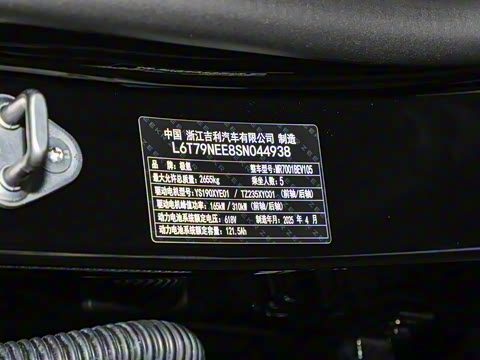 中国 浙江吉利汽车有限公司 制造
L6T79NEE8SN044938
品牌：极氪 整车型号：MR7001BEV105
最大允许总质量：2655kg 乘坐人数：5
驱动电机型号：YS190XYE01 / TZ235XYC01 (前轴/后轴)
驱动电机峰值功率：165kW / 310kW (前轴/后轴)
动力电池系统额定电压：618V 制造年月：2025 年 4 月
动力电池系统额定容量：121.5Ah